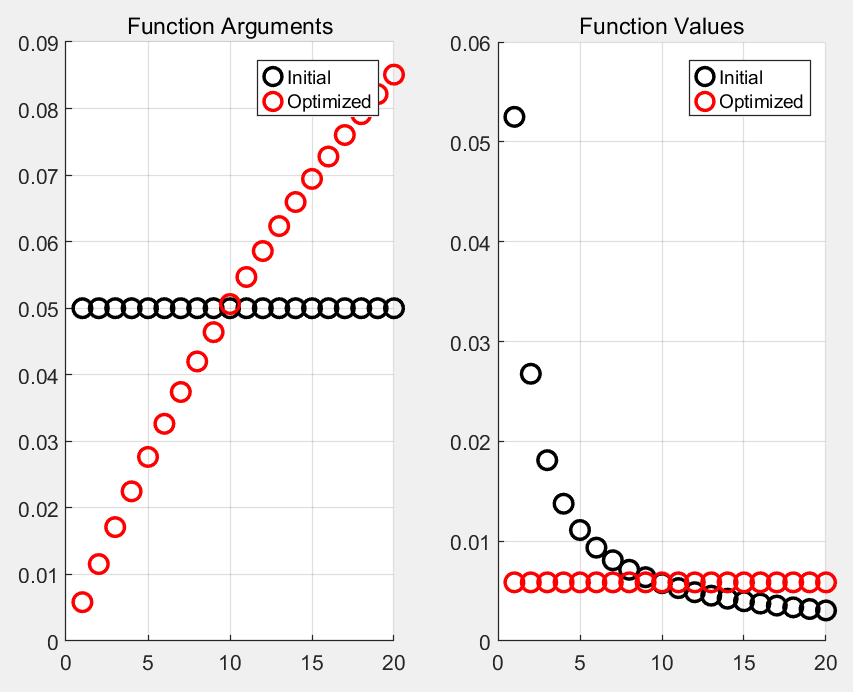 Function Arguments
0.09
0.08
0.07
0.06
0.05
0.04
0.03
0.02
0.01
0
0 5 10 15 20
Initial
Optimized
Function Values
0.06
0.05
0.04
0.03
0.02
0.01
0
0 5 10 15 20
Initial
Optimized